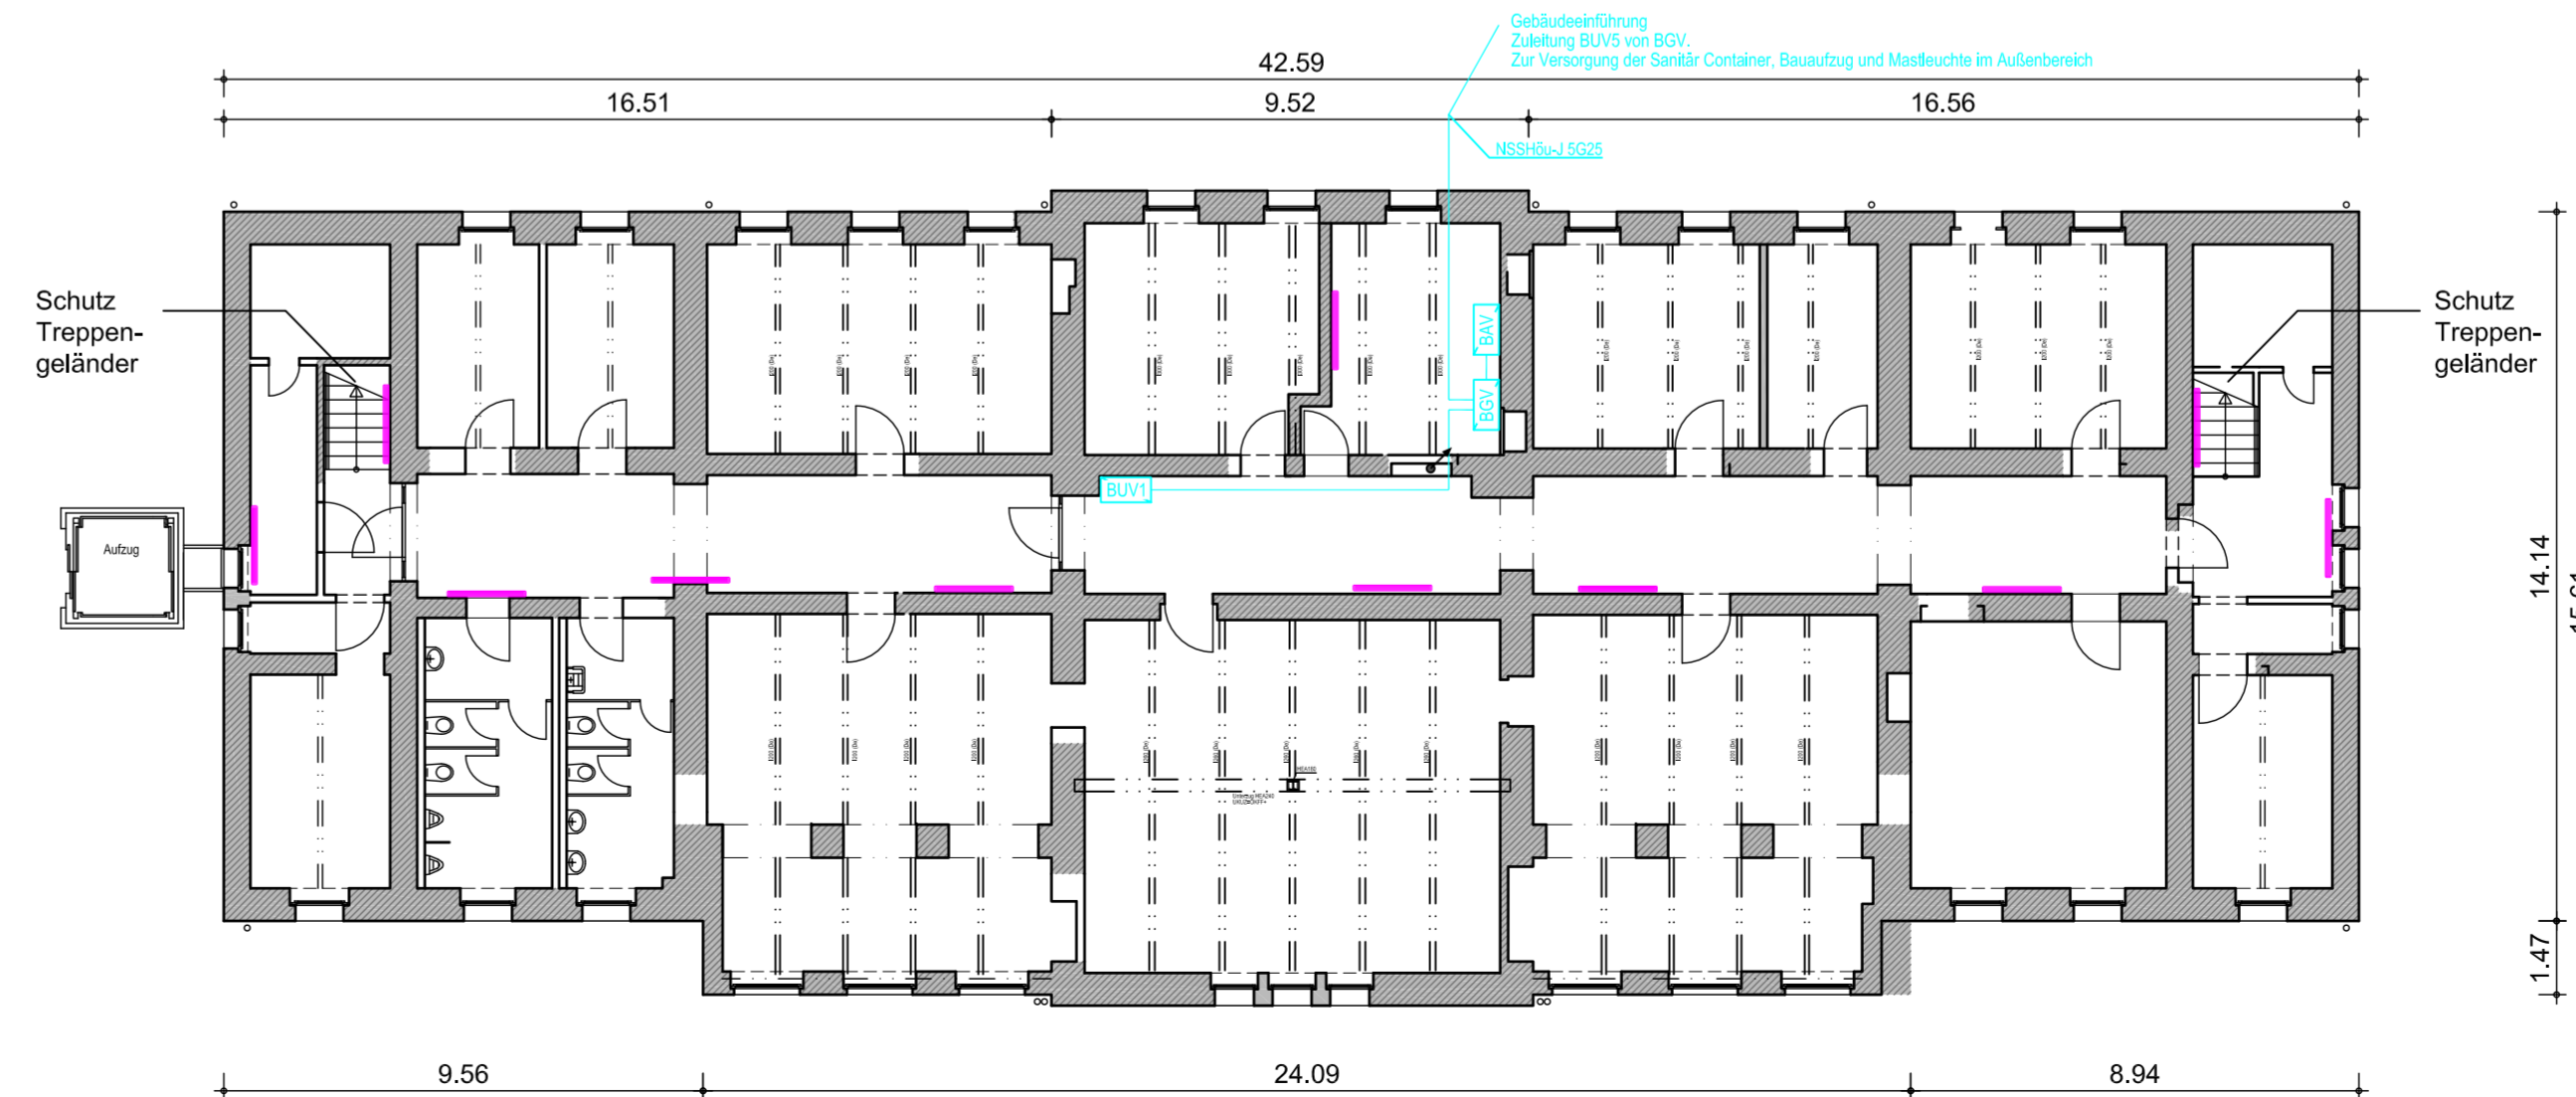 Gebäudeeinführung
Zuleitung BUV5 von BGV.
Zur Versorgung der Sanitär Container, Bauaufzug und Mastleuchte im Außenbereich
42.59
16.51
9.52
16.56
NSSHöu-J 5G25
Schutz
Treppen-
geländer
Schutz
Treppen-
geländer
BAV
BGV
BUV1
Aufzug
14.14
15.61
1.47
9.56
24.09
8.94